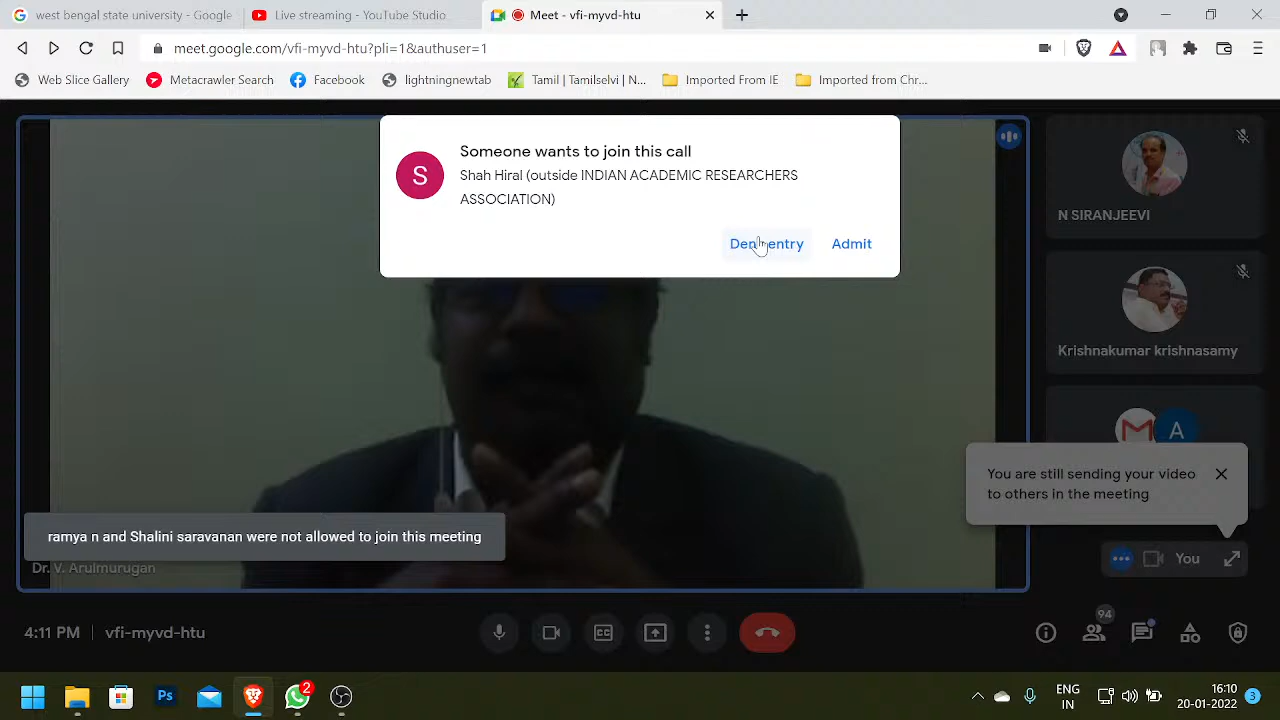 west bengal state university - Googl
Live streaming - YouTube Studio
Meet - vfi-myvd-htu
meet.google.com/vfi-myvd-htu?pli=1&authuser=1
Web Slice Gallery
Metacrawler Search
Facebook
lightningnewtab
Tamil | Tamilselvi | N...
Imported From IE
Imported from Chr...
Someone wants to join this call
S
Shah Hiral (outside INDIAN ACADEMIC RESEARCHERS
ASSOCIATION)
Deny entry
Admit
N SIRANJEEVI
Krishnakumar krishnasamy
A
You are still sending your video
to others in the meeting
ramya n and Shalini saravanan were not allowed to join this meeting
Dr. V. Arulmurugan
You
4:11 PM | vfi-myvd-htu
CC
94
Ps
2
ENG
IN
16:10
20-01-2022
3